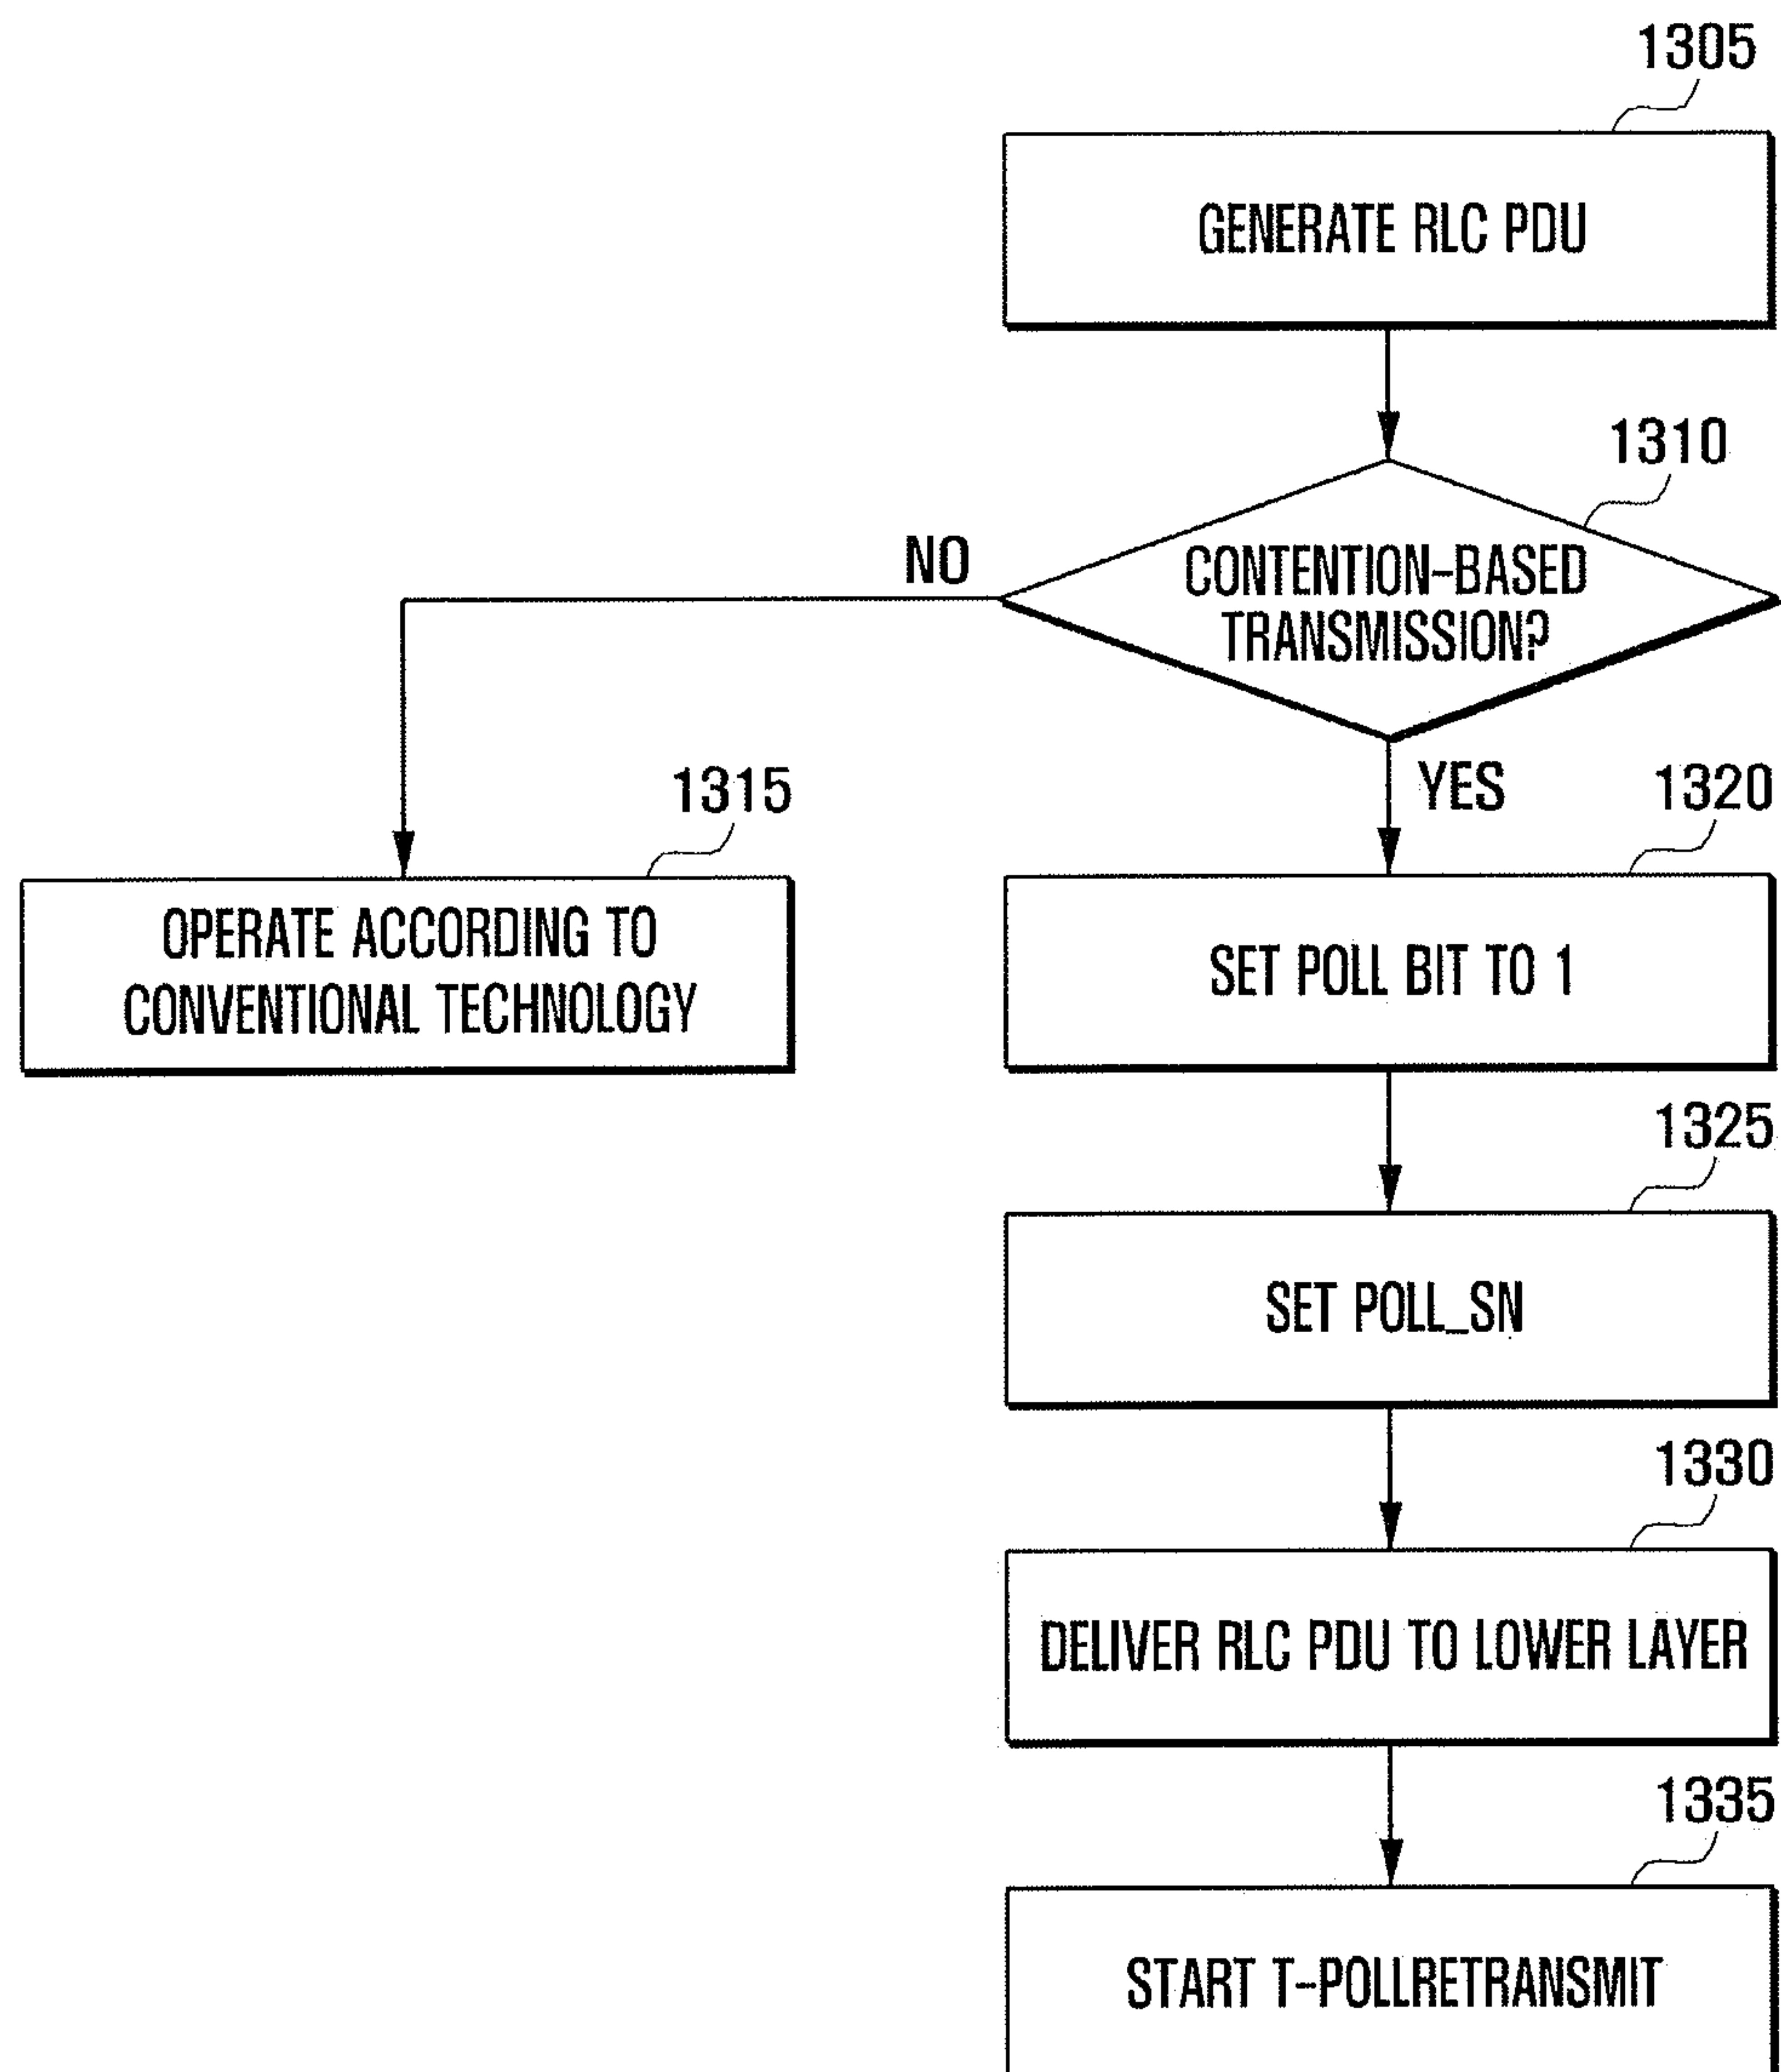 1305
GENERATE RLC PDU
1310
CONTENTION-BASED
TRANSMISSION?
NO
YES
1315
OPERATE ACCORDING TO
CONVENTIONAL TECHNOLOGY
1320
SET POLL BIT TO 1
1325
SET POLL_SN
1330
DELIVER RLC PDU TO LOWER LAYER
1335
START T-POLLRETRANSMIT